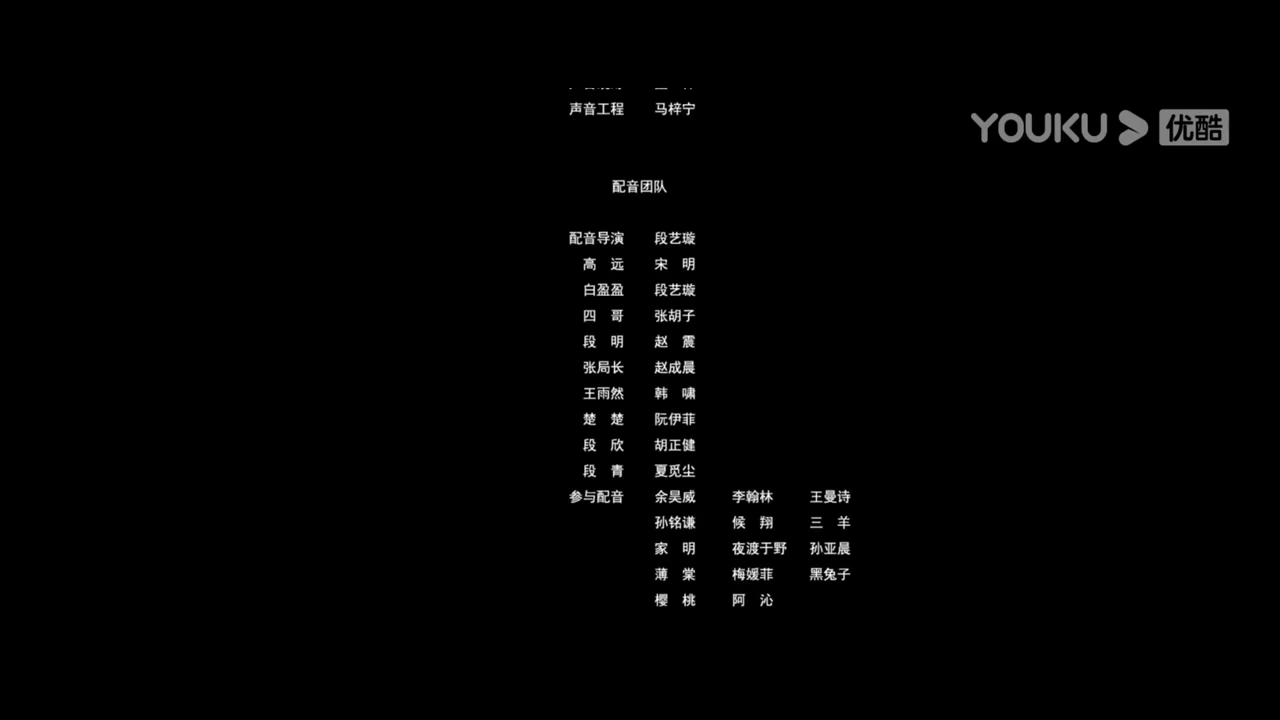 声音工程 马梓宁
YOUKU 优酷
配音团队
配音导演 段艺璇
高 远 宋 明
白盈盈 段艺璇
四 哥 张胡子
段 明 赵 震
张局长 赵成晨
王雨然 韩 啸
楚 楚 阮伊菲
段 欣 胡正健
段 青 夏觅尘
参与配音 余昊威 李翰林 王曼诗
孙铭谦 候 翔 三 羊
家 明 夜渡于野 孙亚晨
薄 棠 梅媛菲 黑兔子
樱 桃 阿 沁